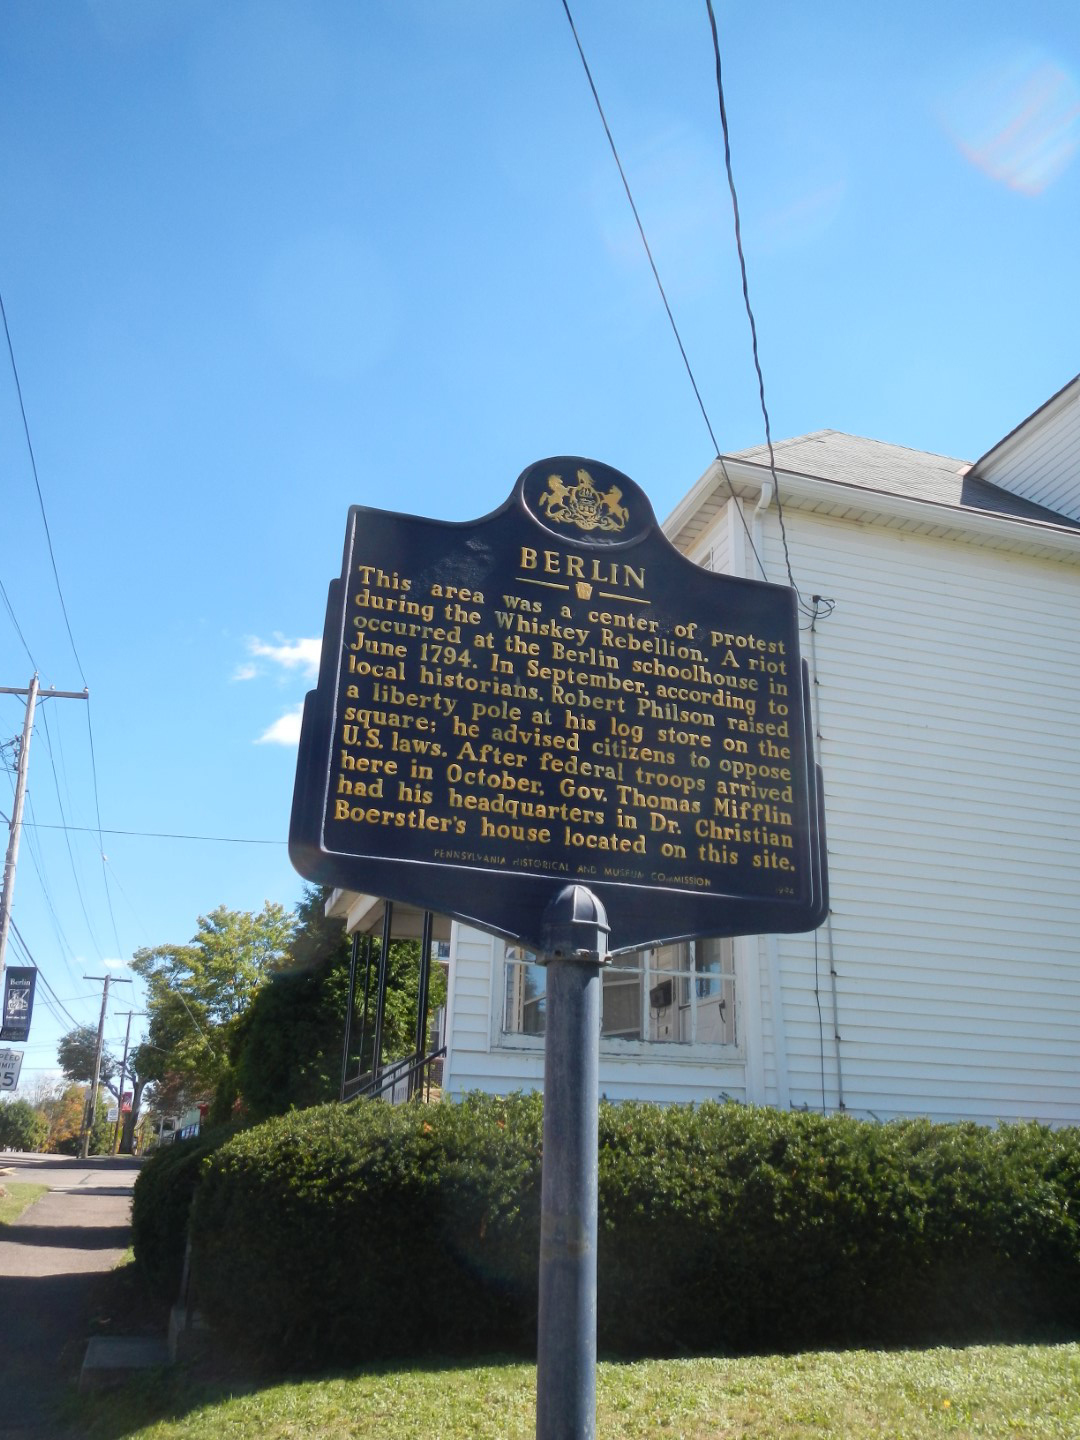 BERLIN
This area was a center of protest
during the Whiskey Rebellion. A riot
occurred at the Berlin schoolhouse in
June 1794. In September, according to
local historians, Robert Philson raised
a liberty pole at his log store on the
square; he advised citizens to oppose
U.S. laws. After federal troops arrived
here in October, Gov. Thomas Mifflin
had his headquarters in Dr. Christian
Boerstler's house located on this site.
PENNSYLVANIA HISTORICAL AND MUSEUM COMMISSION
Berlin
SPEED
LIMIT
25